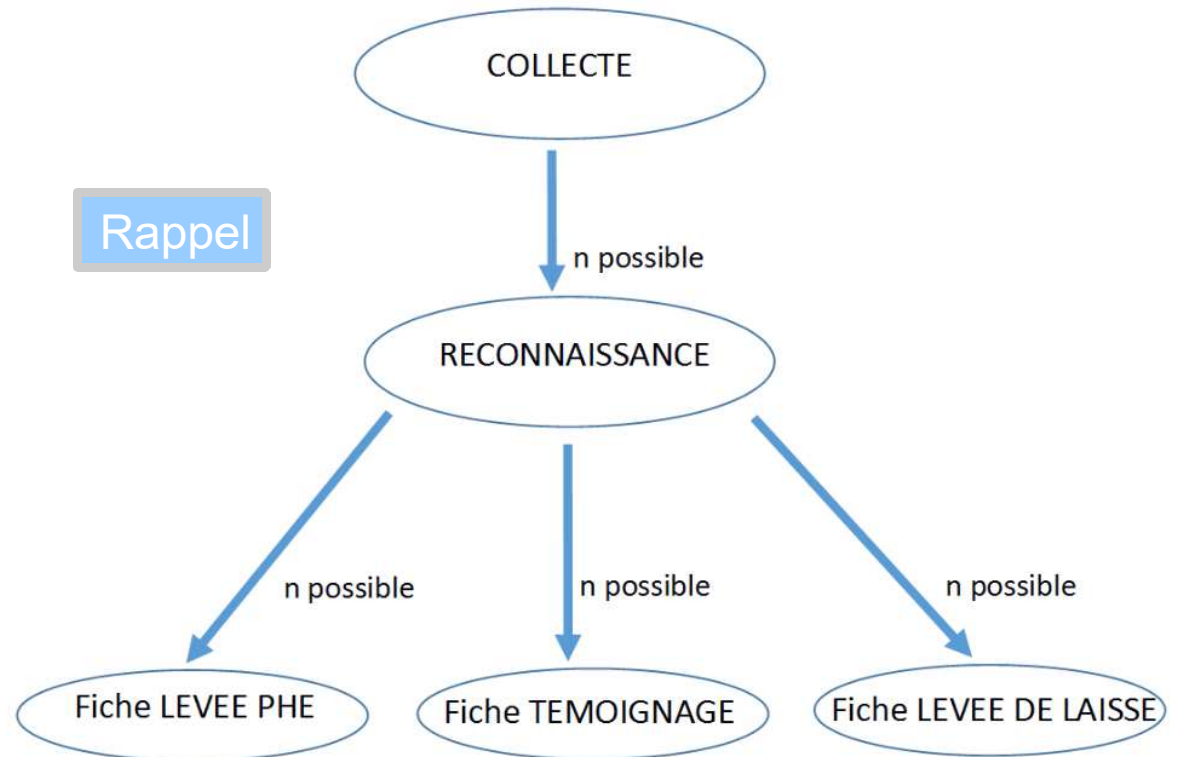 COLLECTE
Rappel
n possible
RECONNAISSANCE
n possible
n possible
n possible
Fiche LEVEE PHE
Fiche TEMOIGNAGE
Fiche LEVEE DE LAISSE